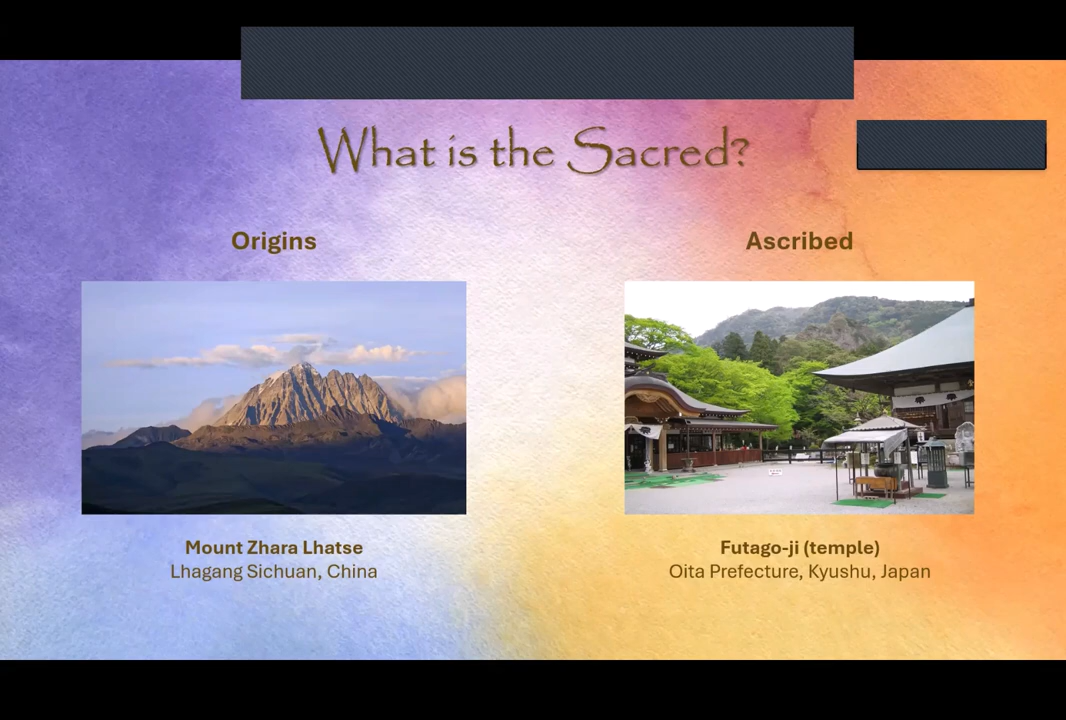 What is the Sacred?
Origins
Ascribed
Mount Zhara Lhatse
Lhagang Sichuan, China
Futago-ji (temple)
Oita Prefecture, Kyushu, Japan